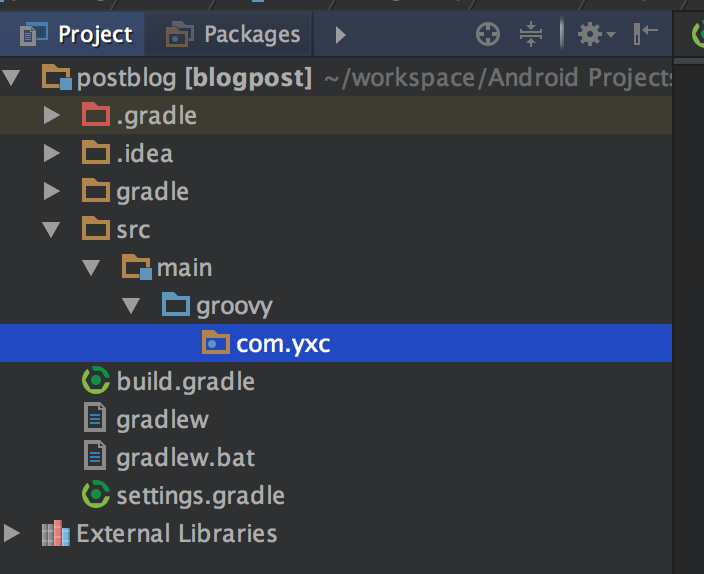 Project Packages
postblog [blogpost] ~/workspace/Android Projects
.gradle
.idea
gradle
src
main
groovy
com.yxc
build.gradle
gradlew
gradlew.bat
settings.gradle
External Libraries